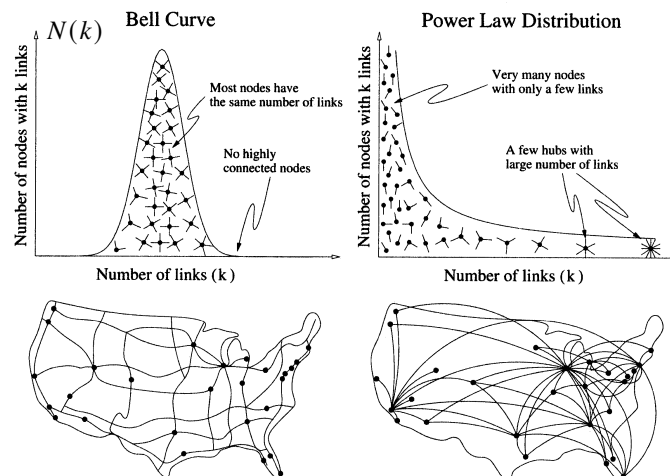 N(k)
Bell Curve
Number of nodes with k links
Most nodes have
the same number of links
No highly
connected nodes
Number of links (k)
Power Law Distribution
Number of nodes with k links
Very many nodes
with only a few links
A few hubs with
large number of links
Number of links (k)